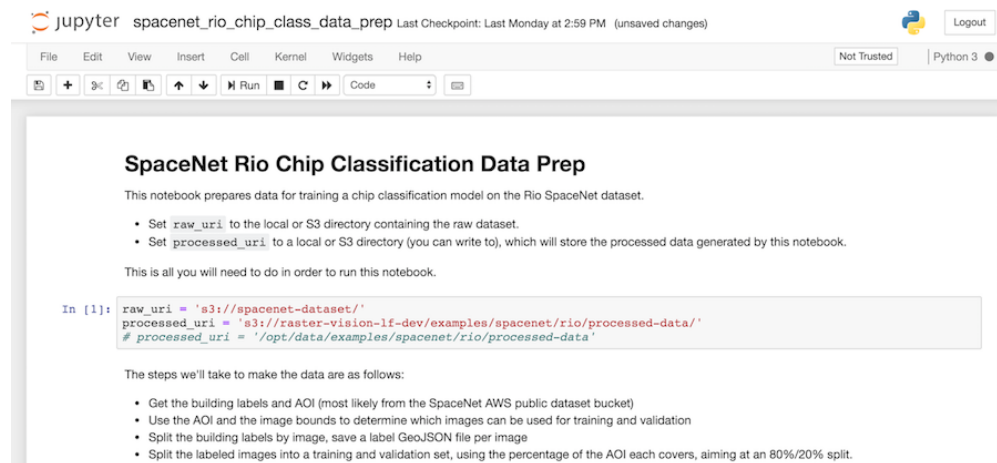 jupyter spacenet_rio_chip_class_data_prep Last Checkpoint: Last Monday at 2:59 PM (unsaved changes) Logout
File Edit View Insert Cell Kernel Widgets Help Not Trusted Python 3
Run Code
SpaceNet Rio Chip Classification Data Prep
This notebook prepares data for training a chip classification model on the Rio SpaceNet dataset.
• Set raw_uri to the local or S3 directory containing the raw dataset.
• Set processed_uri to a local or S3 directory (you can write to), which will store the processed data generated by this notebook.
This is all you will need to do in order to run this notebook.
In [1]: raw_uri = 's3://spacenet-dataset/'
processed_uri = 's3://raster-vision-lf-dev/examples/spacenet/rio/processed-data/'
# processed_uri = '/opt/data/examples/spacenet/rio/processed-data'
The steps we'll take to make the data are as follows:
• Get the building labels and AOI (most likely from the SpaceNet AWS public dataset bucket)
• Use the AOI and the image bounds to determine which images can be used for training and validation
• Split the building labels by image, save a label GeoJSON file per image
• Split the labeled images into a training and validation set, using the percentage of the AOI each covers, aiming at an 80%/20% split.